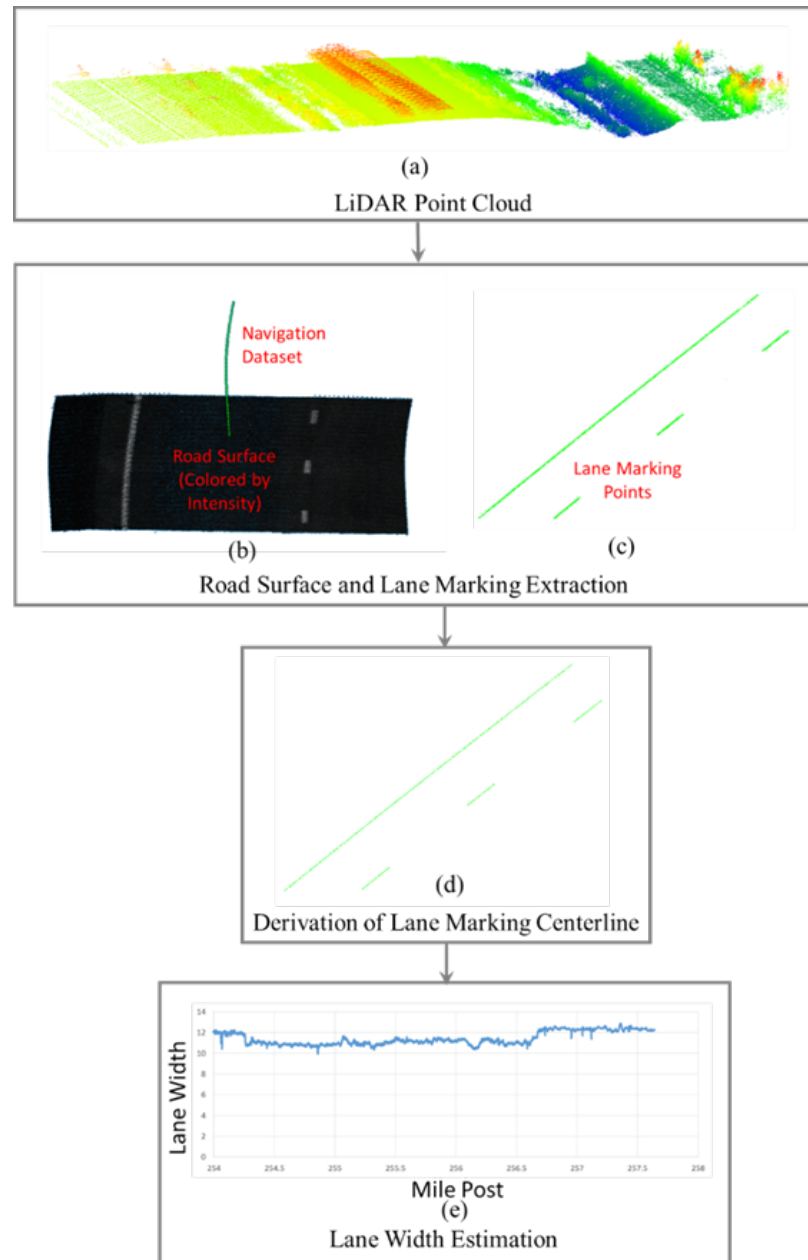 (a)
LiDAR Point Cloud
Navigation
Dataset
Road Surface
(Colored by
Intensity)
(b)
Lane Marking
Points
(c)
Road Surface and Lane Marking Extraction
(d)
Derivation of Lane Marking Centerline
14
12
10
8
6
4
2
0
Lane Width
254
254.5
255
255.5
256
256.5
257
257.5
258
Mile Post
(e)
Lane Width Estimation